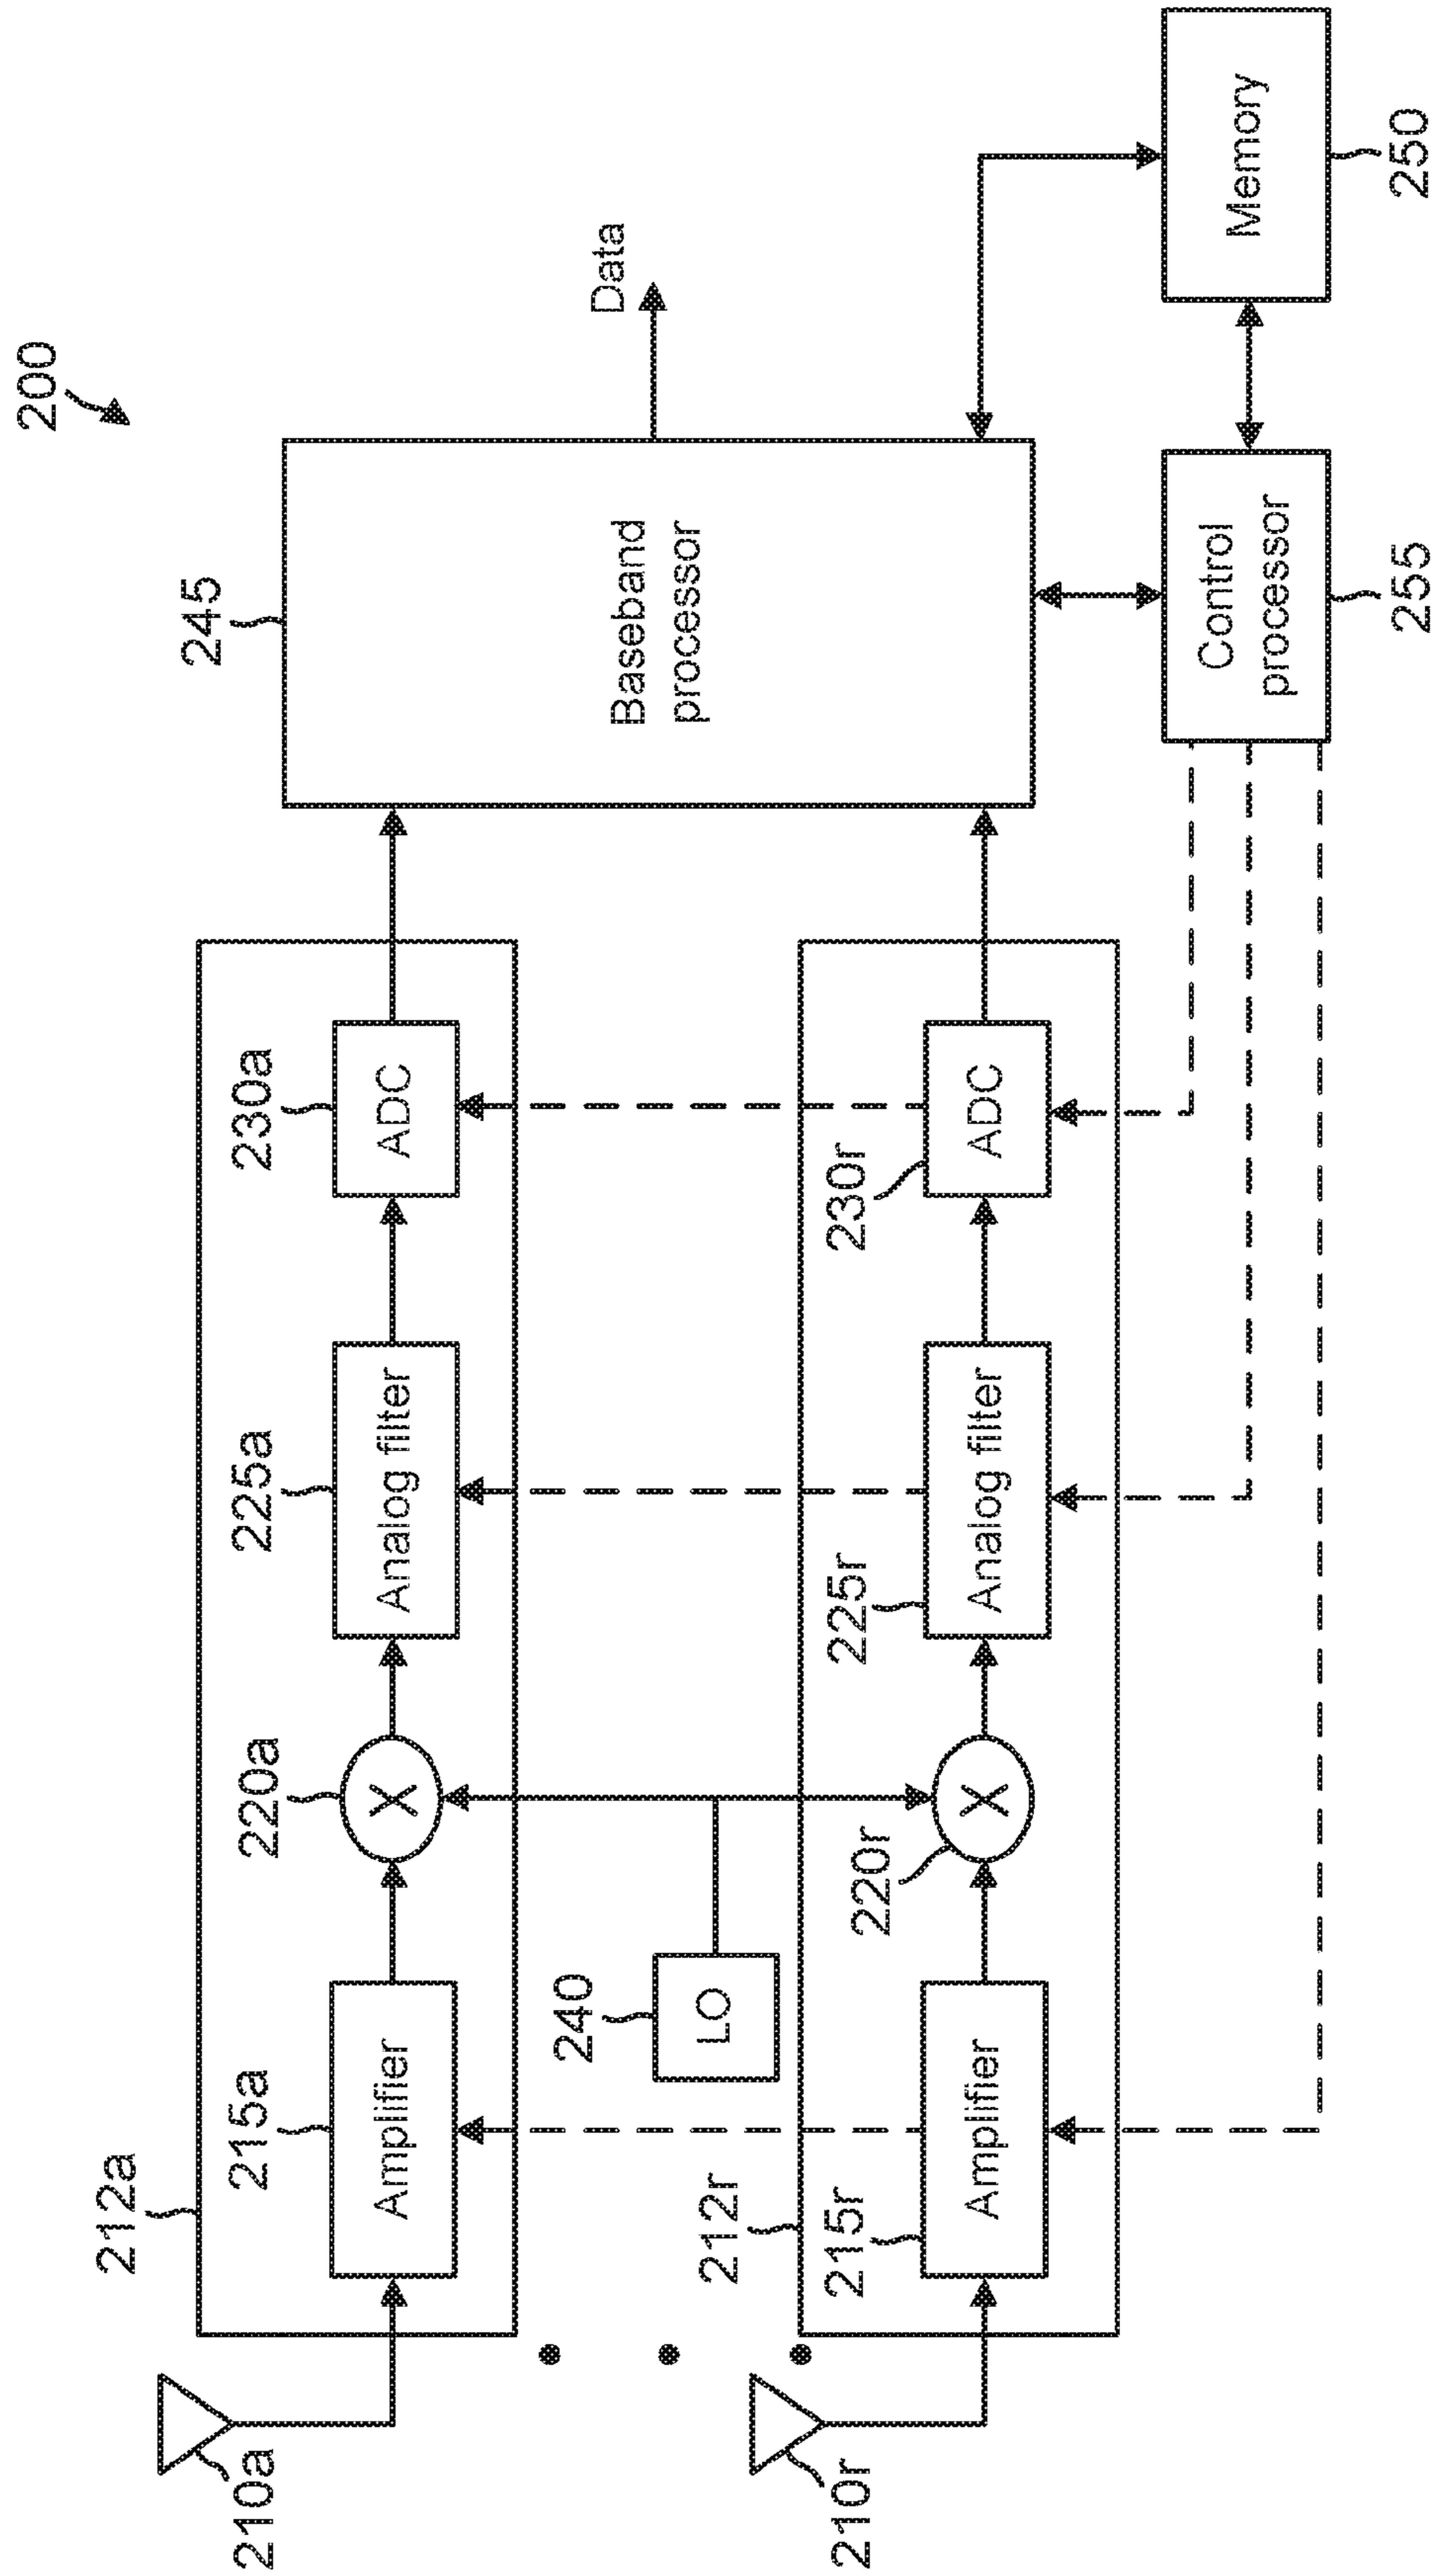 200
212a
215a
220a
225a
230a
245
210a
Amplifier
X
Analog filter
ADC
Baseband
processor
Data
240
LO
212r
215r
220r
225r
230r
210r
Amplifier
X
Analog filter
ADC
Control
processor
Memory
255
250